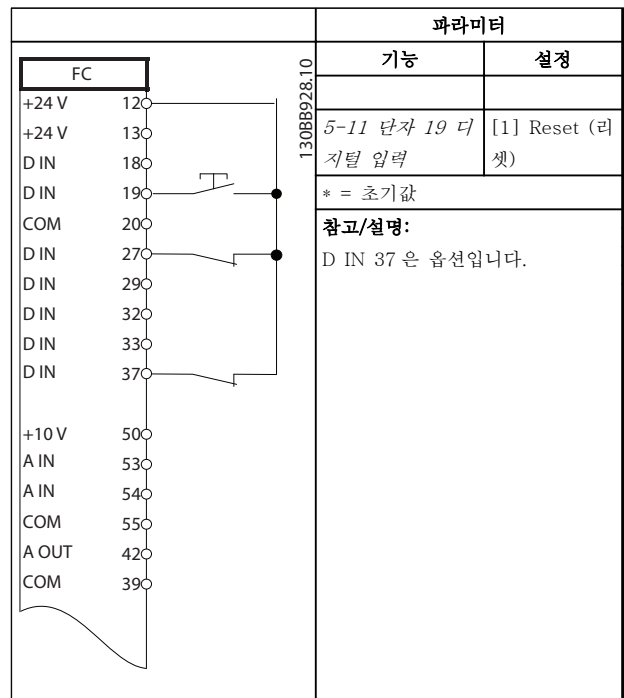 파라미터
기능 설정
5-11 단자 19 디 [1] Reset (리
지털 입력 셋)
* = 초기값
참고/설명:
D IN 37 은 옵션입니다.
FC
+24 V 12
+24 V 13
D IN 18
D IN 19
COM 20
D IN 27
D IN 29
D IN 32
D IN 33
D IN 37
+10 V 50
A IN 53
A IN 54
COM 55
A OUT 42
COM 39
130BB928.10